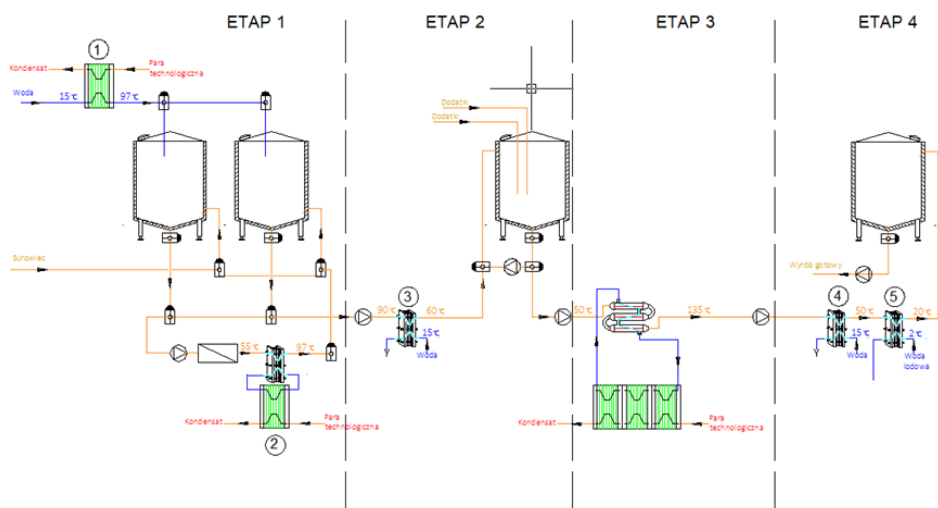 ETAP 1
ETAP 2
ETAP 3
ETAP 4
1
Kondensat
Para
technologiczna
Woda
15℃
97℃
Dodatki
Dodatki
Surowiec
Wyrób gotowy
90℃
3
60℃
15℃
Woda
50℃
135℃
4
50℃
15℃
Woda
5
20℃
2℃
Woda
lodowa
55℃
97℃
Kondensat
Para
technologiczna
2
Kondensat
Para
technologiczna